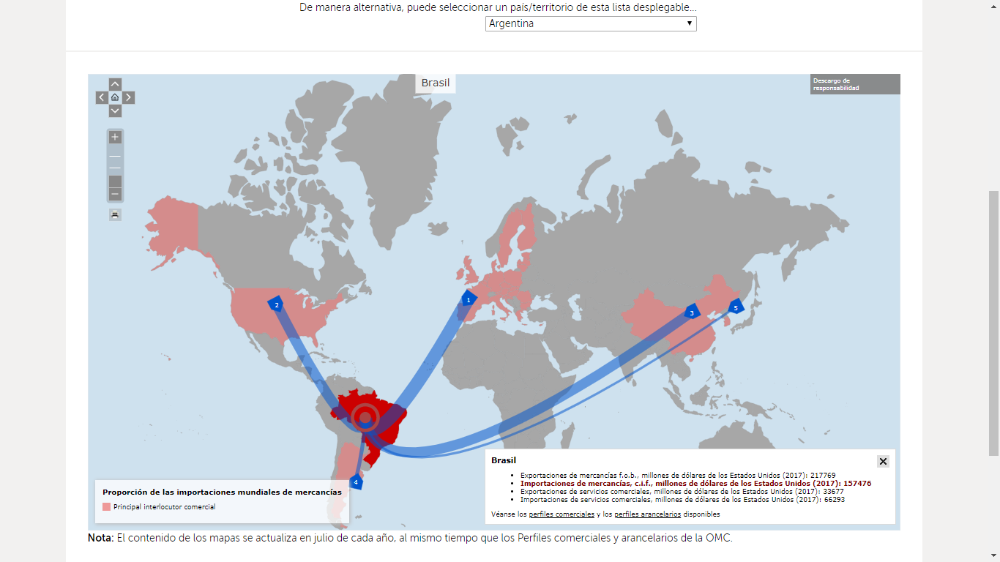 De manera alternativa, puede seleccionar un país/territorio de esta lista desplegable...
Argentina
Brasil
Descargo de
responsabilidad
2
1
3
5
4
Proporción de las importaciones mundiales de mercancías
Principal interlocutor comercial
Brasil
Exportaciones de mercancías f.o.b., millones de dólares de los Estados Unidos (2017): 217769
Importaciones de mercancías, c.i.f., millones de dólares de los Estados Unidos (2017): 157476
Exportaciones de servicios comerciales, millones de dólares de los Estados Unidos (2017): 33677
Importaciones de servicios comerciales, millones de dólares de los Estados Unidos (2017): 66293
Véanse los perfiles comerciales y los perfiles arancelarios disponibles
Nota: El contenido de los mapas se actualiza en julio de cada año, al mismo tiempo que los Perfiles comerciales y arancelarios de la OMC.